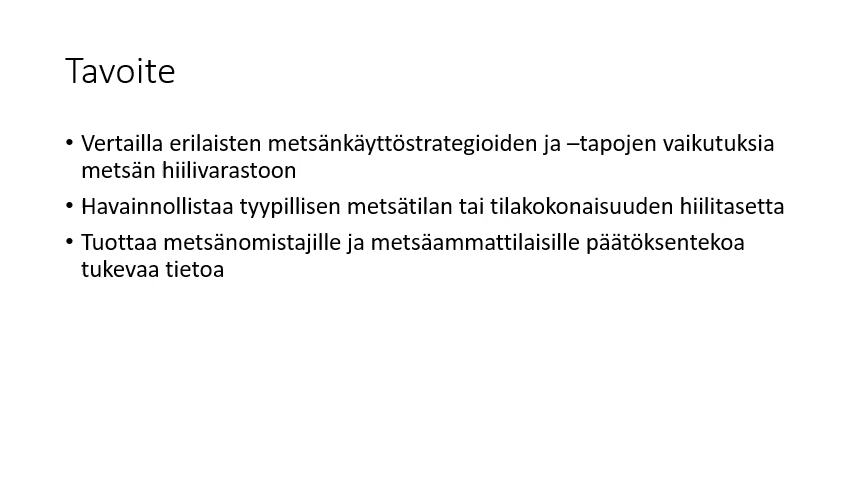 Tavoite
• Vertailla erilaisten metsänkäyttöstrategioiden ja –tapojen vaikutuksia
metsän hiilivarastoon
• Havainnollistaa tyypillisen metsätilan tai tilakokonaisuuden hiilitasetta
• Tuottaa metsänomistajille ja metsäammattilaisille päätöksentekoa
tukevaa tietoa